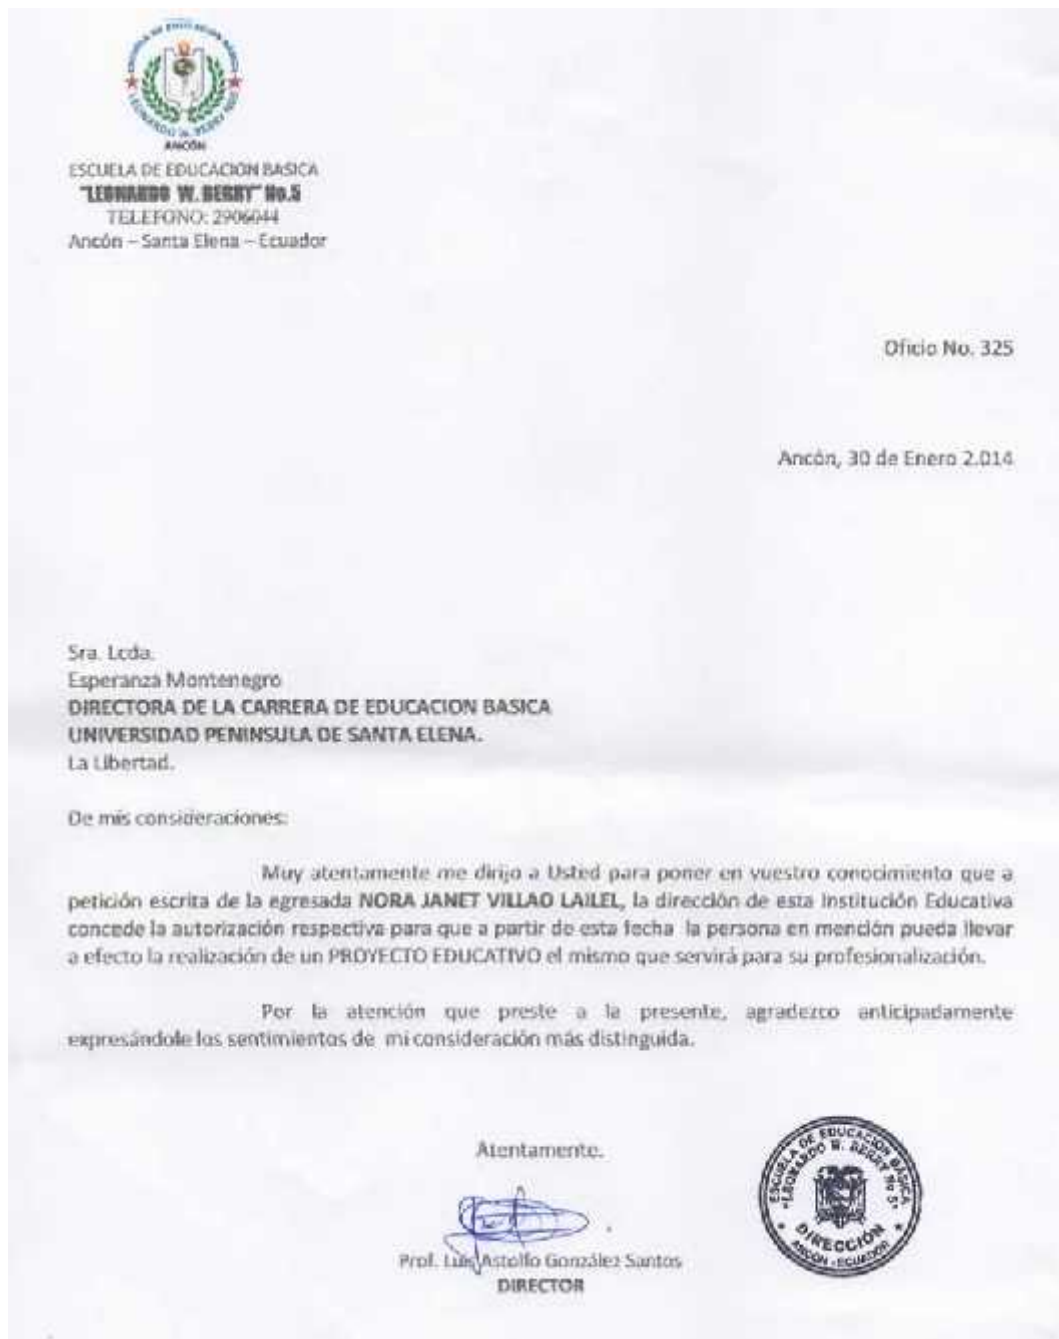 ESCUELA DE EDUCACION BASICA
LEONARDO W. BERRY
ANCÓN
ESCUELA DE EDUCACION BASICA
"LEONARDO W. BERRY" No.5
TELEFONO: 2906044
Ancón – Santa Elena – Ecuador
Oficio No. 325
Ancón, 30 de Enero 2.014
Sra. Lcda.
Esperanza Montenegro
DIRECTORA DE LA CARRERA DE EDUCACION BASICA
UNIVERSIDAD PENINSULA DE SANTA ELENA.
La Libertad.
De mis consideraciones:
Muy atentamente me dirijo a Usted para poner en vuestro conocimiento que a
petición escrita de la egresada NORA JANET VILLAO LAILEL, la dirección de esta Institución Educativa
concede la autorización respectiva para que a partir de esta fecha la persona en mención pueda llevar
a efecto la realización de un PROYECTO EDUCATIVO el mismo que servirá para su profesionalización.
Por la atención que preste a la presente, agradezco anticipadamente
expresándole los sentimientos de mi consideración más distinguida.
Atentamente.
Prof. Luis Astolfo González Santos
DIRECTOR
ESCUELA DE EDUCACION BASICA
"LEONARDO W. BERRY No 5"
DIRECCIÓN
ANCON - ECUADOR